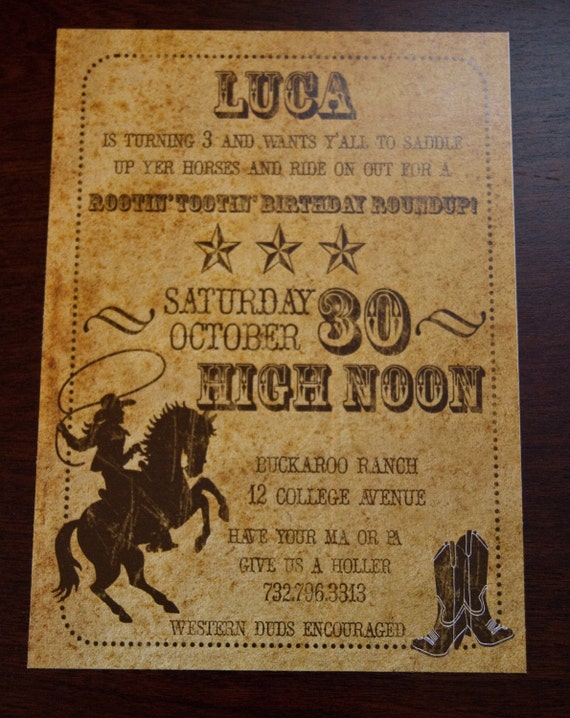 LUCA
IS TURNING 3 AND WANTS Y'ALL TO SADDLE
UP YER HORSES AND RIDE ON OUT FOR A
ROOTIN' TOOTIN' BIRTHDAY ROUNDUP!
SATURDAY
OCTOBER 30
HIGH NOON
BUCKAROO RANCH
12 COLLEGE AVENUE
HAVE YOUR MA OR PA
GIVE US A HOLLER
732.796.3313
WESTERN DUDS ENCOURAGED